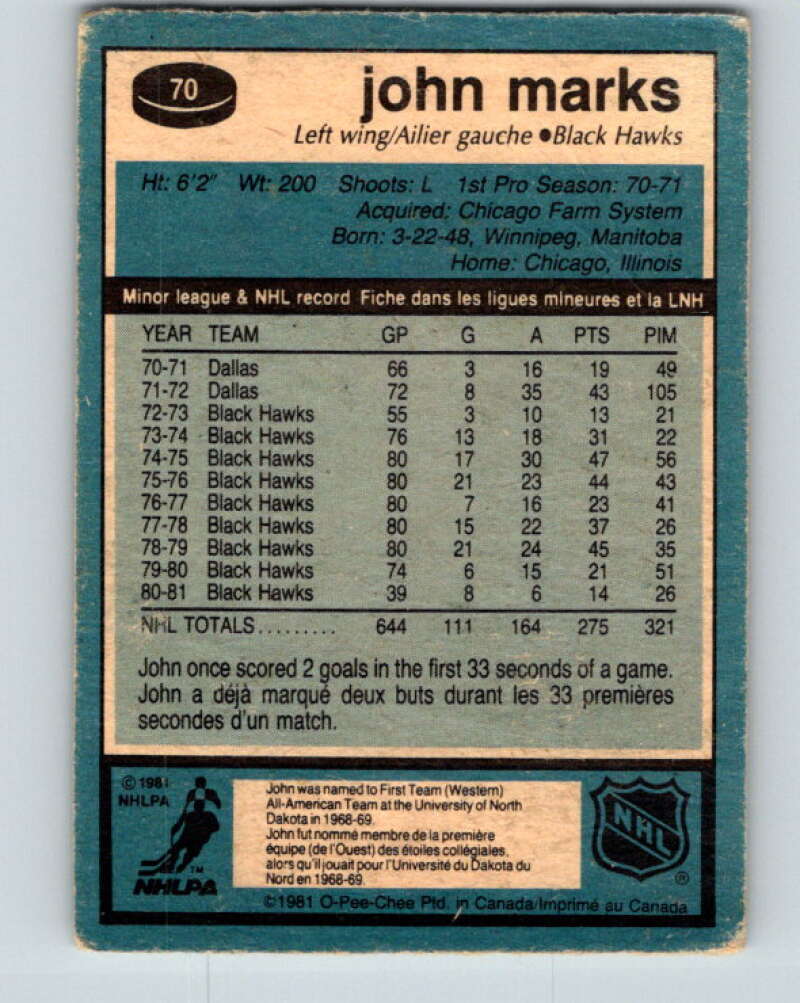 70
john marks
Left wing/Ailier gauche ●Black Hawks
Ht: 6'2" Wt: 200 Shoots: L 1st Pro Season: 70-71
Acquired: Chicago Farm System
Born: 3-22-48, Winnipeg, Manitoba
Home: Chicago, Illinois
Minor league & NHL record Fiche dans les ligues mineures et la LNH
YEAR TEAM GP G A PTS PIM
70-71 Dallas 66 3 16 19 49
71-72 Dallas 72 8 35 43 105
72-73 Black Hawks 55 3 10 13 21
73-74 Black Hawks 76 13 18 31 22
74-75 Black Hawks 80 17 30 47 56
75-76 Black Hawks 80 21 23 44 43
76-77 Black Hawks 80 7 16 23 41
77-78 Black Hawks 80 15 22 37 26
78-79 Black Hawks 80 21 24 45 35
79-80 Black Hawks 74 6 15 21 51
80-81 Black Hawks 39 8 6 14 26
NHL TOTALS......... 644 111 164 275 321
John once scored 2 goals in the first 33 seconds of a game.
John a déjà marqué deux buts durant les 33 premières
secondes d'un match.
© 1981
NHLPA
TM
NHLPA
John was named to First Team (Western)
All-American Team at the University of North
Dakota in 1968-69.
John fut nommé membre de la première
équipe (de l'Ouest) des étoiles collégiales,
alors qu'il jouait pour l'Université du Dakota du
Nord en 1968-69.
NHL
®
©1981 O-Pee-Chee Ptd. in Canada/Imprimé au Canada